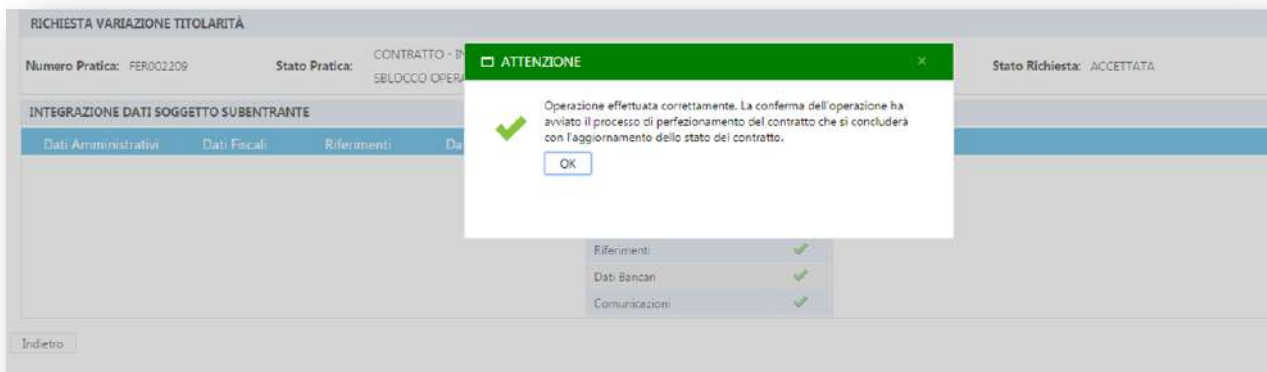 RICHIESTA VARIAZIONE TITOLARITÀ
Numero Pratica: FER002209
Stato Pratica:
CONTRATTO -
SBLOCCO
Stato Richiesta: ACCETTATA
ATTENZIONE
×
Operazione effettuata correttamente. La conferma dell'operazione ha
avviato il processo di perfezionamento del contratto che si concluderà
con l'aggiornamento dello stato del contratto.
OK
INTEGRAZIONE DATI SOGGETTO SUBENTRANTE
Dati Amministrativi
Dati Fiscali
Riferimenti
Riferimenti
Dati Bancari
Comunicazioni
Indietro